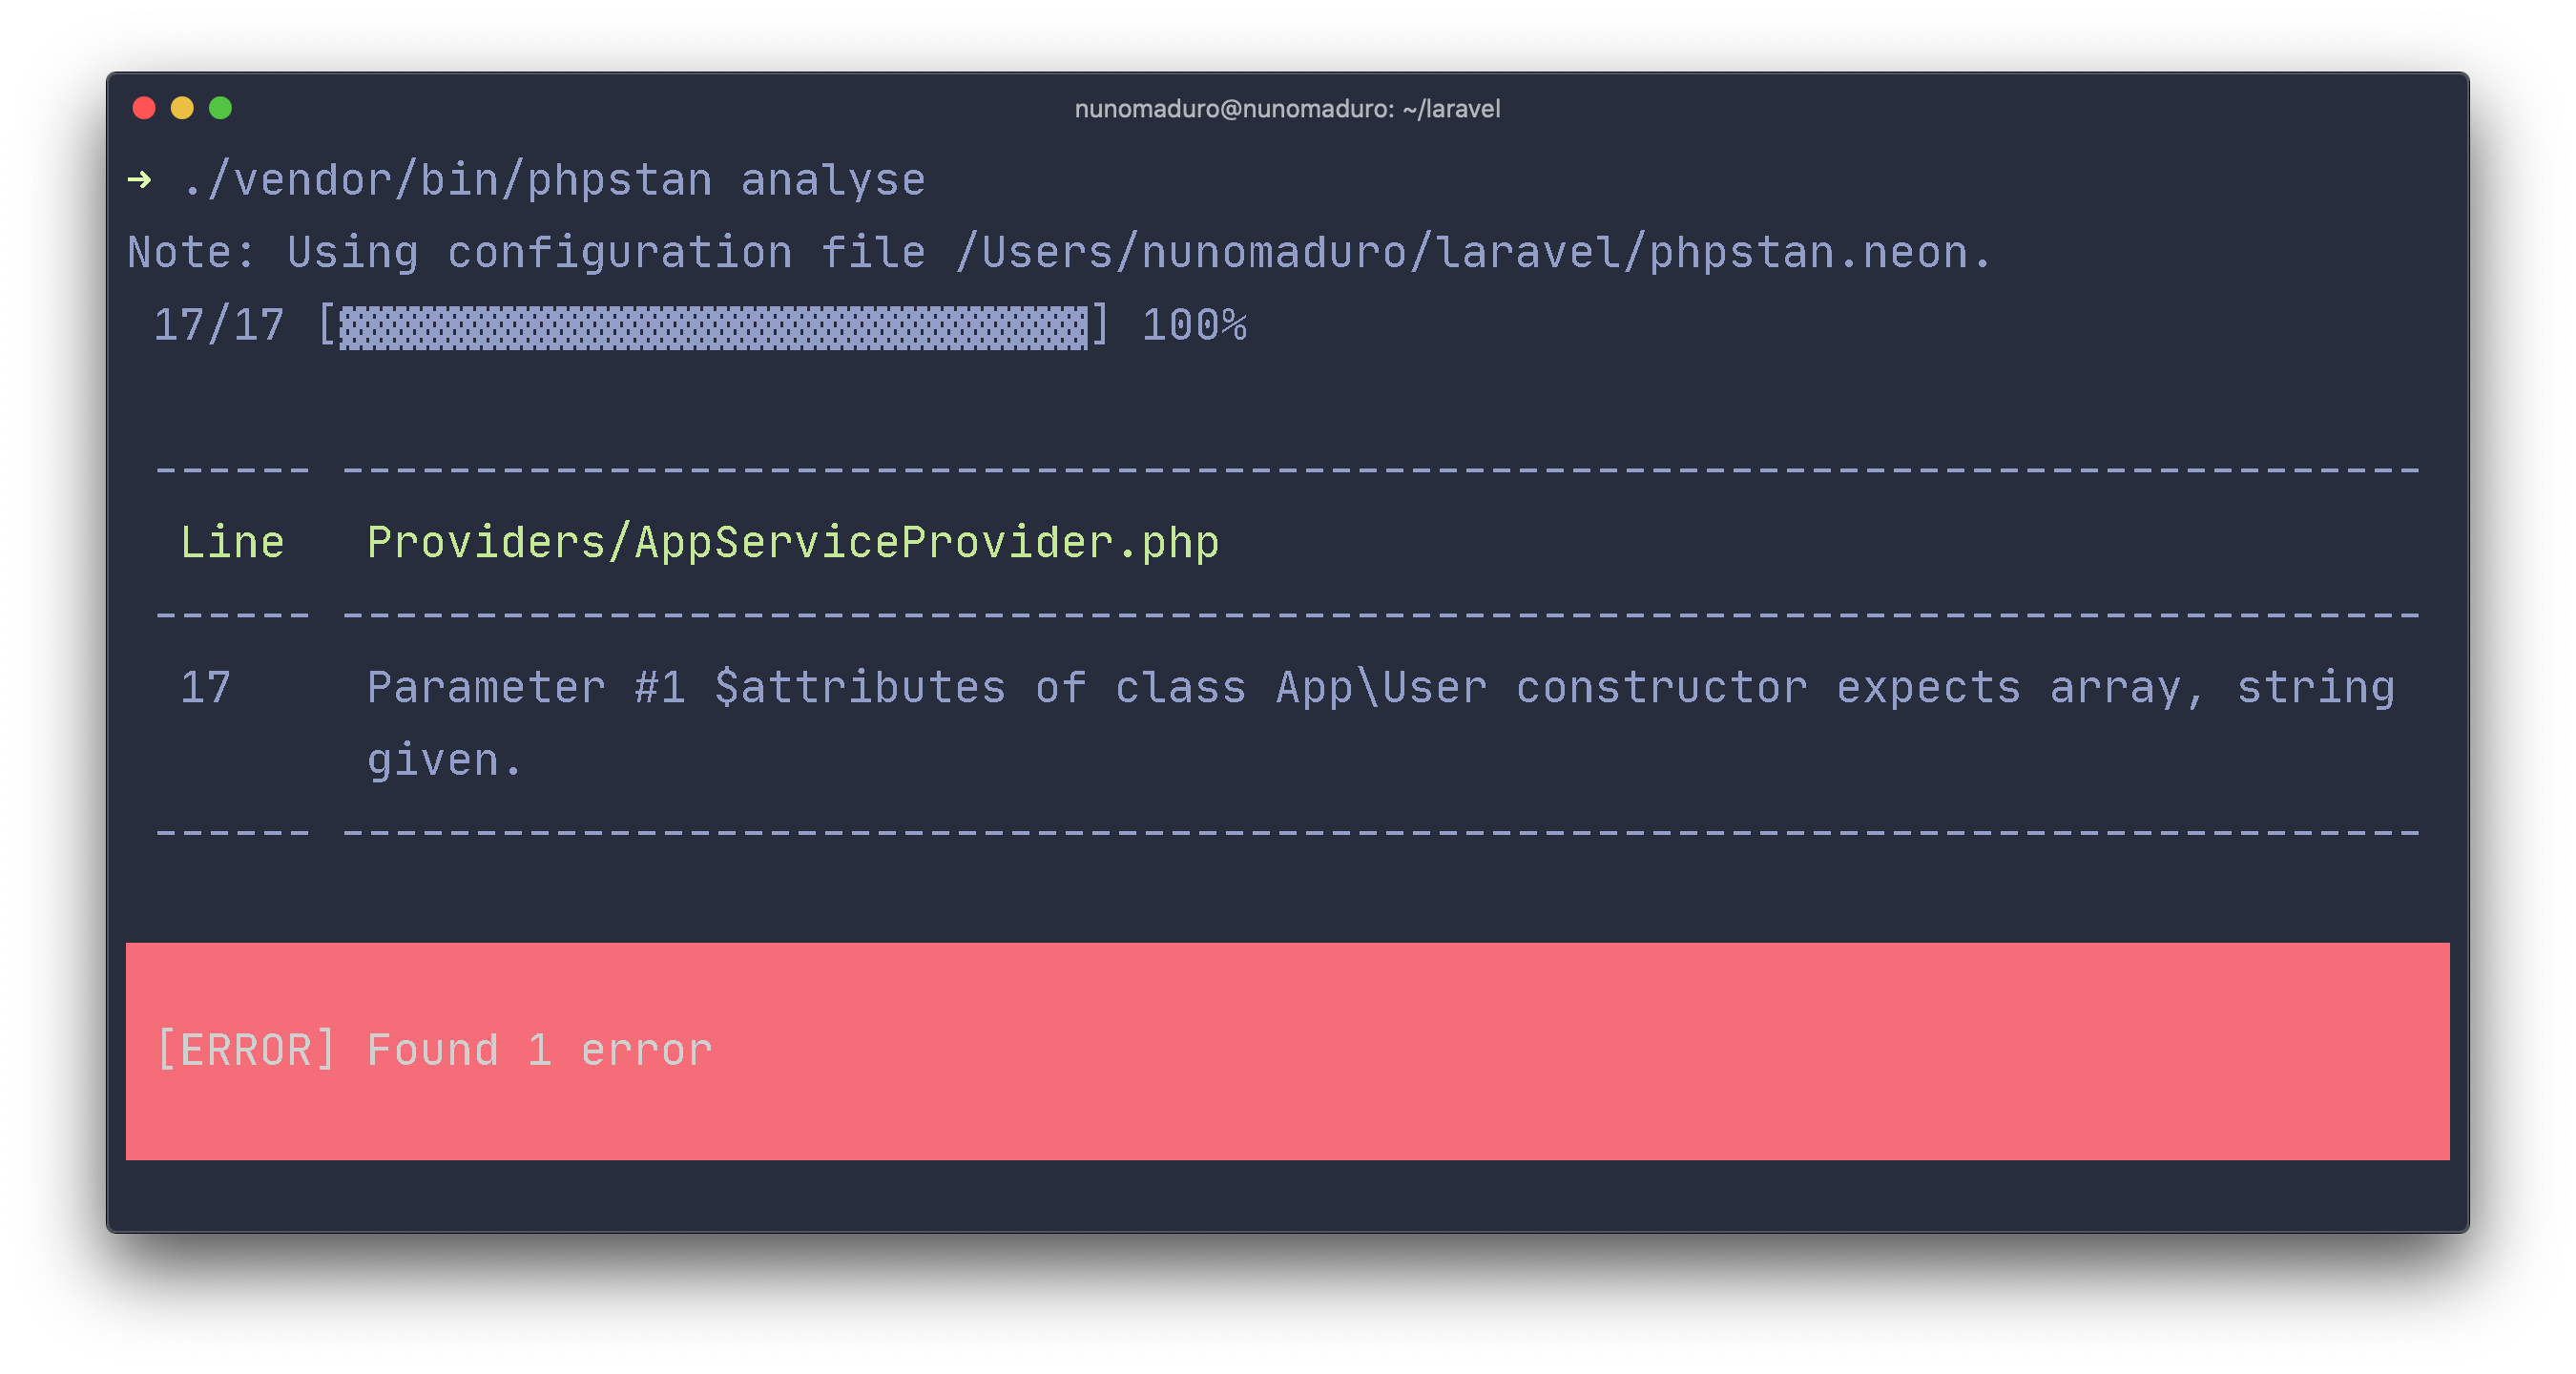 nunomaduro@nunomaduro: ~/laravel
➜ ./vendor/bin/phpstan analyse
Note: Using configuration file /Users/nunomaduro/laravel/phpstan.neon.
17/17 [▓▓▓▓▓▓▓▓▓▓▓▓▓▓▓▓▓▓▓▓▓▓▓▓▓▓▓▓] 100%
------ ------------------------------------------------------------------------------
Line Providers/AppServiceProvider.php
------ ------------------------------------------------------------------------------
17 Parameter #1 $attributes of class App\User constructor expects array, string
given.
------ ------------------------------------------------------------------------------
[ERROR] Found 1 error